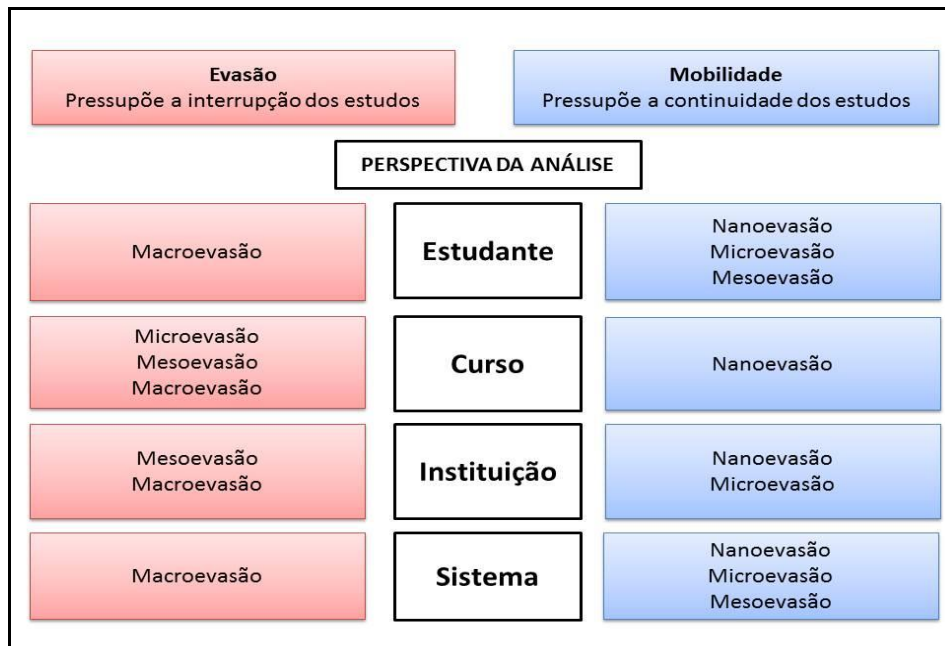 Evasão
Pressupõe a interrupção dos estudos
Mobilidade
Pressupõe a continuidade dos estudos
PERSPECTIVA DA ANÁLISE
Macroevasão
Estudante
Nanoevasão
Microevasão
Mesoevasão
Microevasão
Mesoevasão
Macroevasão
Curso
Nanoevasão
Mesoevasão
Macroevasão
Instituição
Nanoevasão
Microevasão
Macroevasão
Sistema
Nanoevasão
Microevasão
Mesoevasão